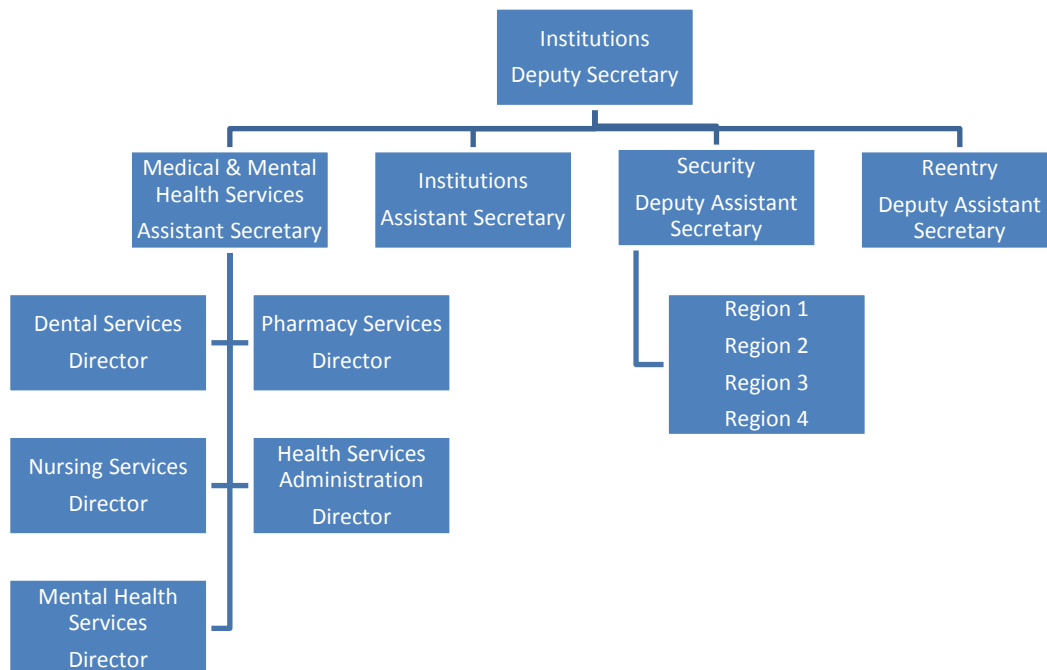 Institutions
Deputy Secretary
Medical & Mental
Health Services
Assistant Secretary
Institutions
Assistant Secretary
Security
Deputy Assistant
Secretary
Reentry
Deputy Assistant
Secretary
Dental Services
Director
Pharmacy Services
Director
Region 1
Region 2
Region 3
Region 4
Nursing Services
Director
Health Services
Administration
Director
Mental Health
Services
Director